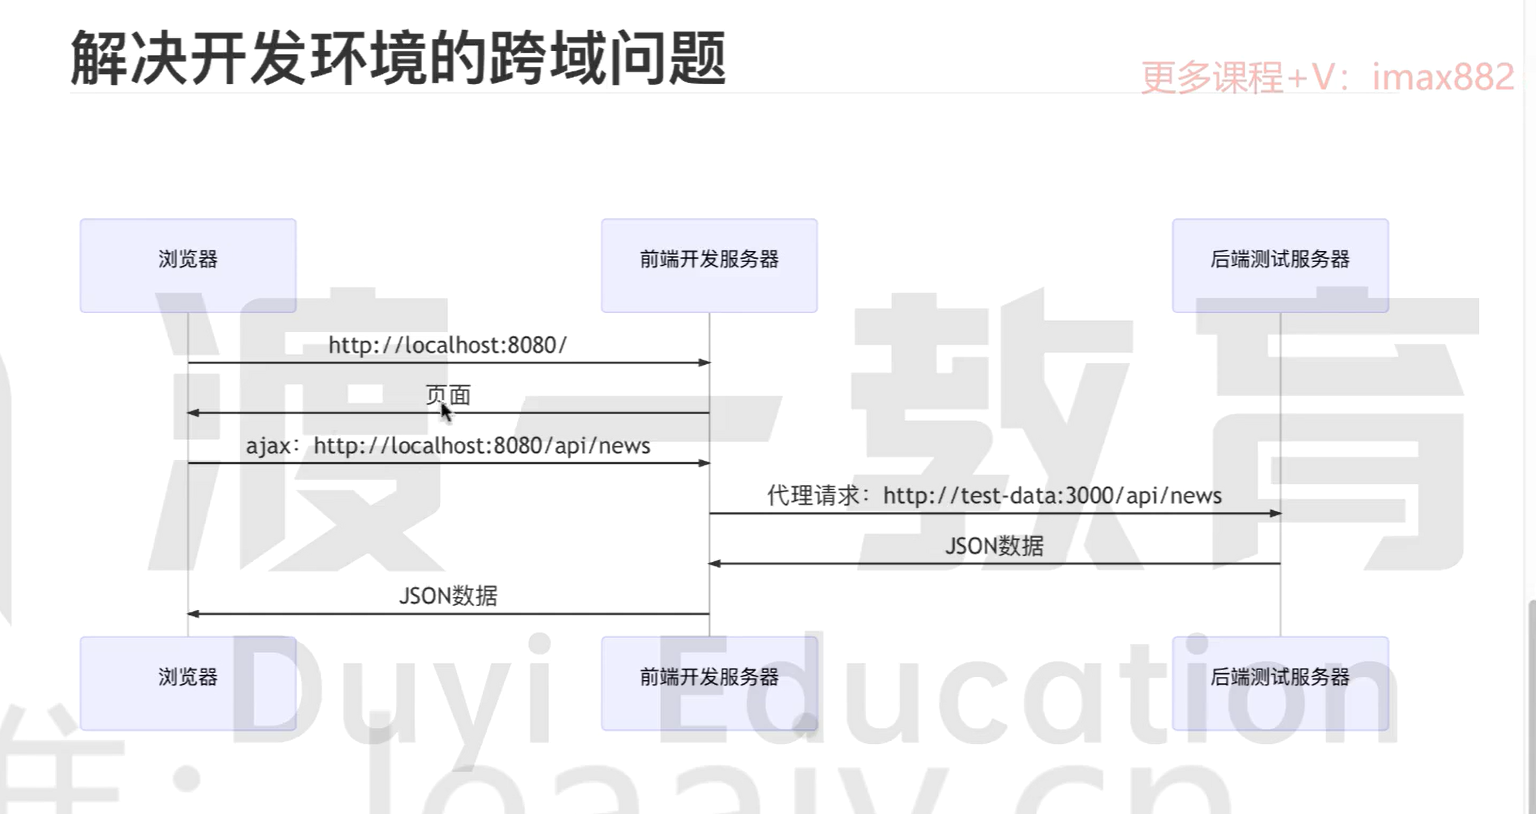 解决开发环境的跨域问题
更多课程+V：imax882
浏览器
前端开发服务器
后端测试服务器
http://localhost:8080/
页面
ajax：http://localhost:8080/api/news
代理请求：http://test-data:3000/api/news
JSON数据
JSON数据
浏览器
前端开发服务器
后端测试服务器
渡一教育
Duyi Education